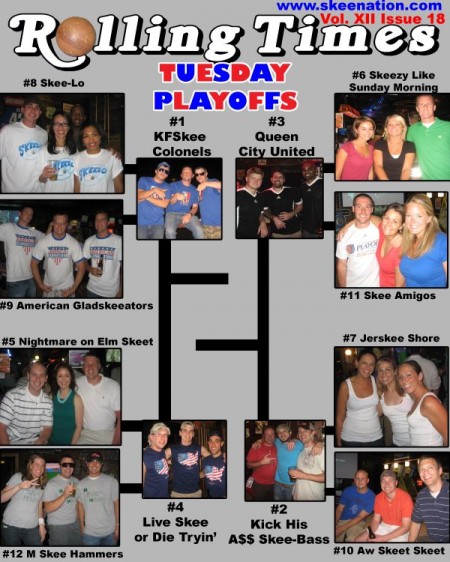 www.skeenation.com
Vol. XII Issue 18
Rolling Times
TUESDAY
PLAYOFFS
#8 Skee-Lo
#1
KFSkee
Colonels
#3
Queen
City United
#6 Skeezy Like
Sunday Morning
#9 American Gladskeeators
#11 Skee Amigos
#5 Nightmare on Elm Skeet
#7 Jerskee Shore
#12 M Skee Hammers
#4
Live Skee
or Die Tryin'
#2
Kick His
A$$ Skee-Bass
#10 Aw Skeet Skeet